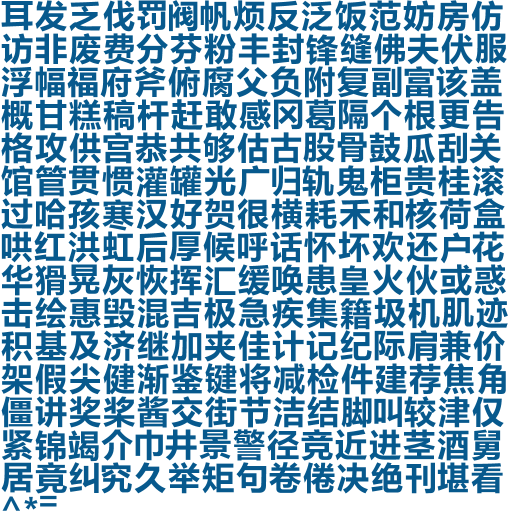 耳发乏伐罚阀帆烦反泛饭范妨房仿
访非废费分芬粉丰封锋缝佛夫伏服
浮幅福府斧俯腐父负附复副富该盖
概甘糕稿杆赶敢感冈葛隔个根更告
格攻供宫恭共够估古股骨鼓瓜刮关
馆管贯惯灌罐光广归轨鬼柜贵桂滚
过哈孩寒汉好贺很横耗禾和核荷盒
哄红洪虹后厚候呼话怀坏欢还户花
华猾晃灰恢挥汇缓唤患皇火伙或惑
击绘惠毁混吉极急疾集籍圾机肌迹
积基及济继加夹佳计记纪际肩兼价
架假尖健渐鉴键将减检件建荐焦角
僵讲奖桨酱交街节洁结脚叫较津仅
紧锦竭介巾井景警径竞近进茎酒舅
居竟纠究久举矩句卷倦决绝刊堪看
^*=